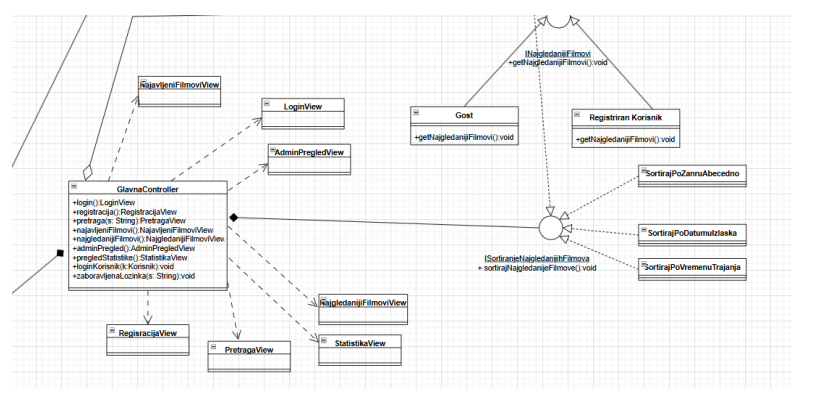 INajgledanijiFilmovi
+getNajgledanijiFilmovi():void
NajavljeniFilmoviView
LoginView
Gost
+getNajgledanijiFilmovi():void
Registriran Korisnik
+getNajgledanijiFilmovi():void
AdminPregledView
GlavnaController
+login():LoginView
+registracija():RegistracijaView
+pretraga(s: String):PretragaView
+najavljeniFilmovi():NajavljeniFilmoviView
+najgledanijiFilmovi():NajgledanijiFilmoviView
+adminPregled():AdminPregledView
+pregledStatistike():StatistikaView
+loginKorisnik(k:Korisnik):void
+zaboravljenaLozinka(s: String):void
SortirajPoZanruAbecedno
SortirajPoDatumuIzlaska
SortirajPoVremenuTrajanja
ISortiranjeNajgledanijihFilmova
+ sortirajNajgledanijeFilmove():void
NajgledanijiFilmoviView
RegisracijaView
PretragaView
StatistikaView